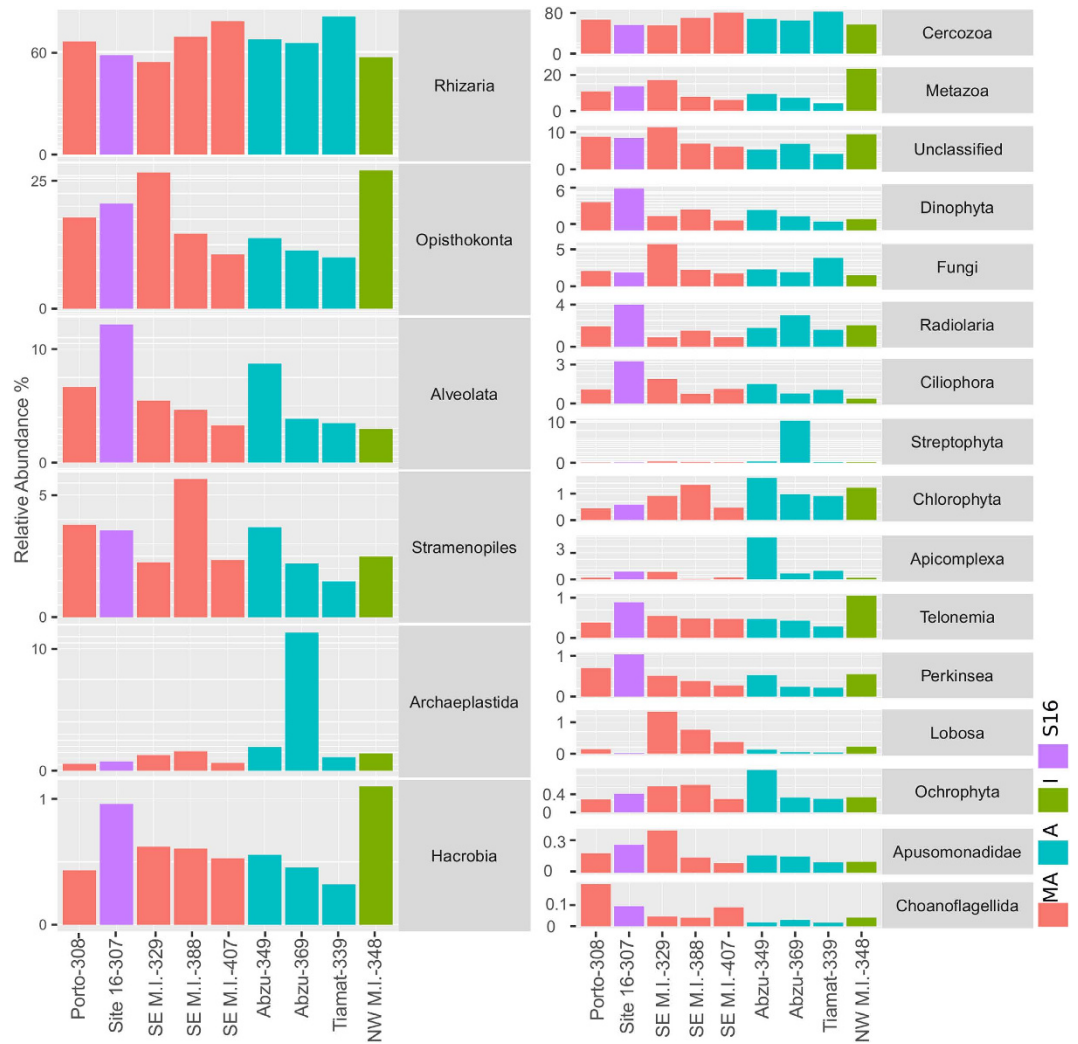 Relative Abundance %
60
0
Rhizaria
25
0
Opisthokonta
10
0
Alveolata
5
0
Stramenopiles
10
0
Archaeplastida
1
0
Hacrobia
Porto-308
Site 16-307
SE M.I.-329
SE M.I.-388
SE M.I.-407
Abzu-349
Abzu-369
Tiamat-339
NW M.I.-348
80
0
Cercozoa
20
0
Metazoa
10
0
Unclassified
6
0
Dinophyta
5
0
Fungi
4
0
Radiolaria
3
0
Ciliophora
10
0
Streptophyta
1
0
Chlorophyta
3
0
Apicomplexa
1
0
Telonemia
1
0
Perkinsea
1
0
Lobosa
0.4
0
Ochrophyta
0.3
0
Apusomonadidae
0.1
0
Choanoflagellida
Porto-308
Site 16-307
SE M.I.-329
SE M.I.-388
SE M.I.-407
Abzu-349
Abzu-369
Tiamat-339
NW M.I.-348
MA
A
I
S16